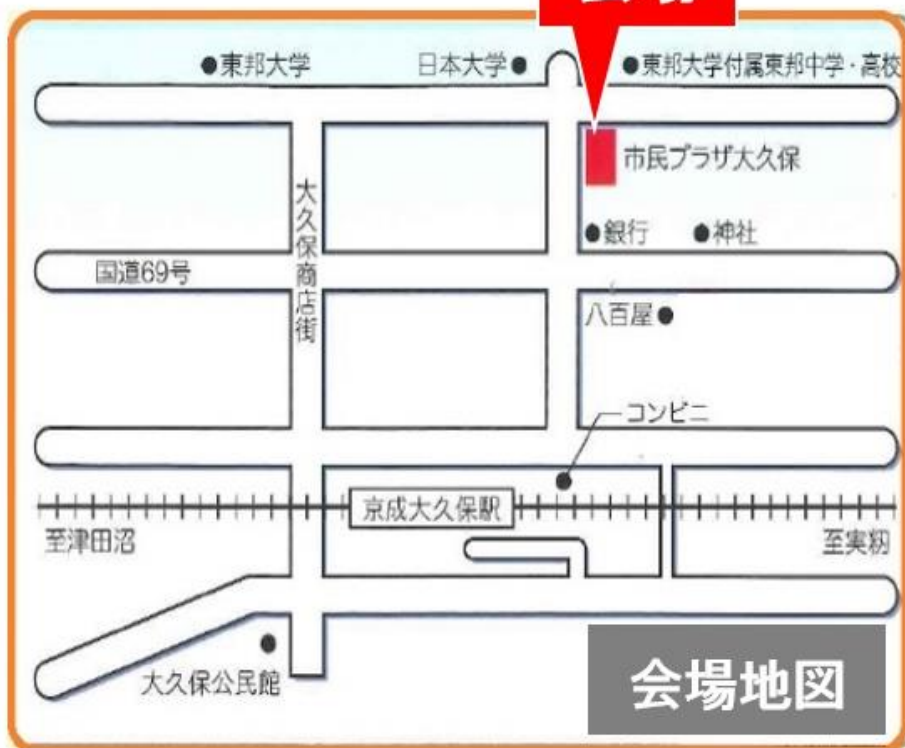 会場
●東邦大学
日本大学●
●東邦大学付属東邦中学・高校
市民プラザ大久保
大久保商店街
●銀行
●神社
国道69号
八百屋●
コンビニ
京成大久保駅
至津田沼
至実籾
大久保公民館
会場地図